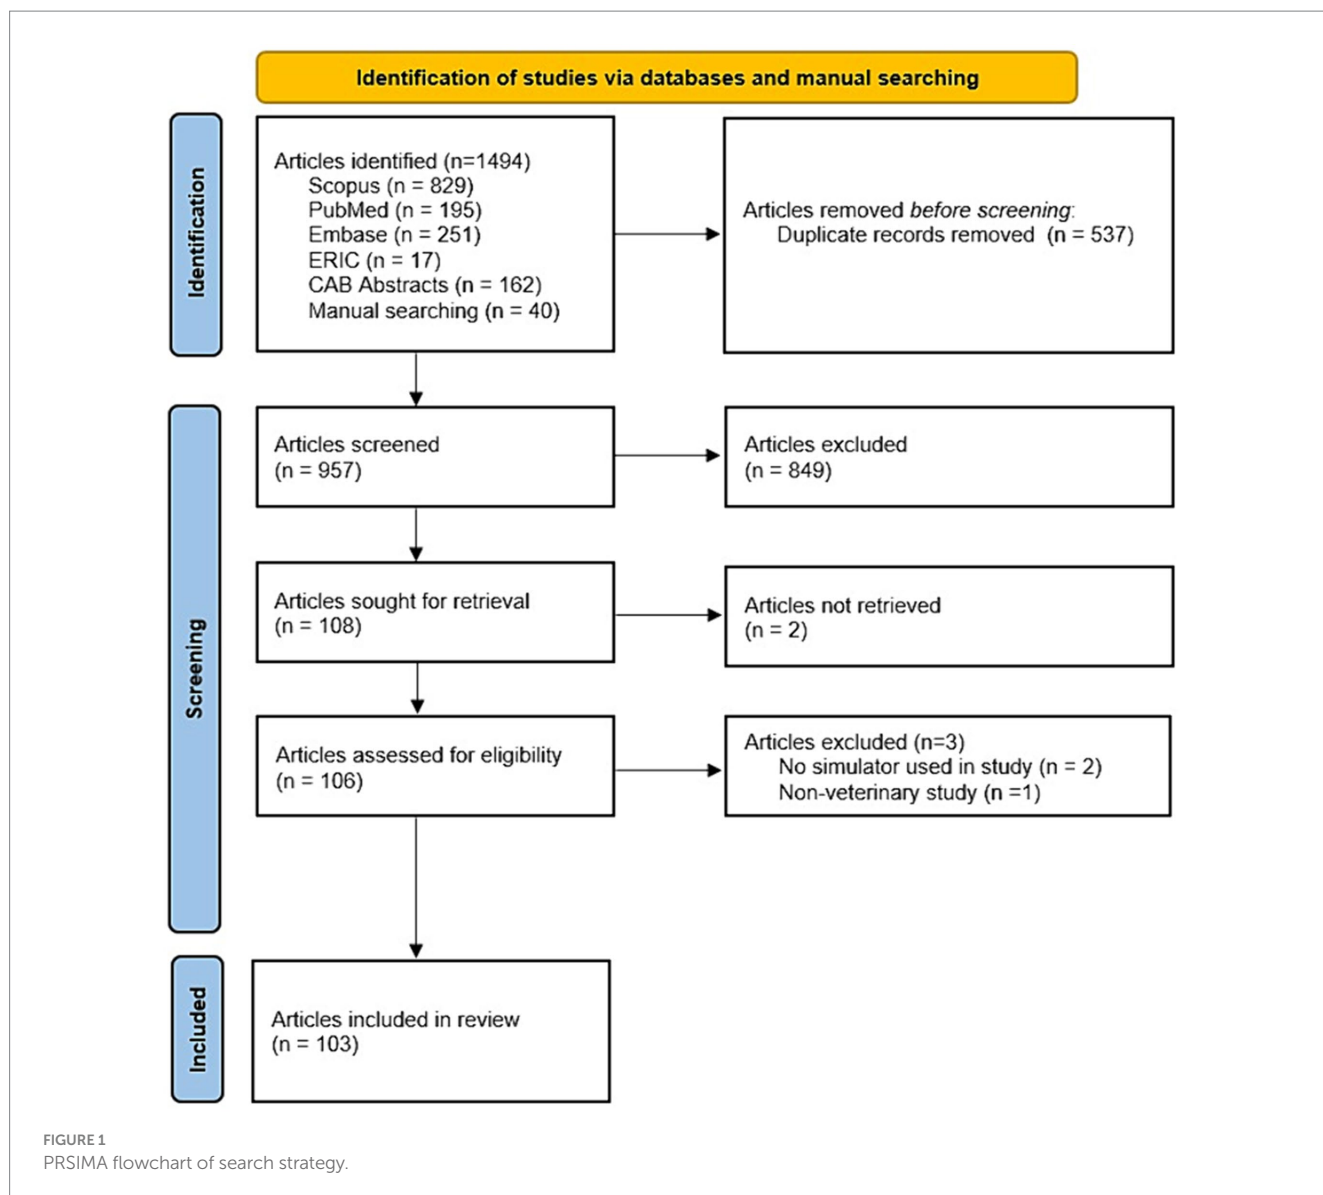 Identification of studies via databases and manual searching
Identification
Articles identified (n=1494)
Scopus (n = 829)
PubMed (n = 195)
Embase (n = 251)
ERIC (n = 17)
CAB Abstracts (n = 162)
Manual searching (n = 40)
Articles removed before screening:
Duplicate records removed (n = 537)
Screening
Articles screened
(n = 957)
Articles excluded
(n = 849)
Articles sought for retrieval
(n = 108)
Articles not retrieved
(n = 2)
Articles assessed for eligibility
(n = 106)
Articles excluded (n=3)
No simulator used in study (n = 2)
Non-veterinary study (n =1)
Included
Articles included in review
(n = 103)
FIGURE 1
PRSIMA flowchart of search strategy.